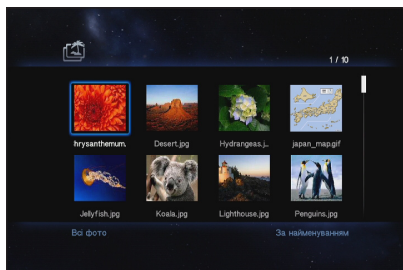 1 / 10
hrysanthemum.
Desert.jpg
Hydrangeas.j..
japan_map.gif
Jellyfish.jpg
Koala.jpg
Lighthouse.jpg
Penguins.jpg
Всі фото
За найменуванням